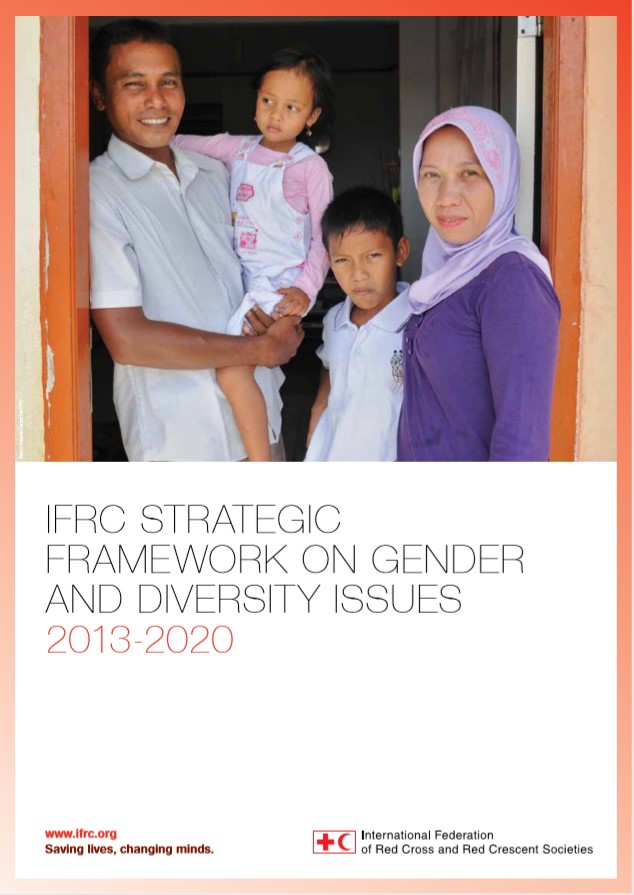 IFRC STRATEGIC
FRAMEWORK ON GENDER
AND DIVERSITY ISSUES
2013-2020
www.ifrc.org
Saving lives, changing minds.
International Federation
of Red Cross and Red Crescent Societies